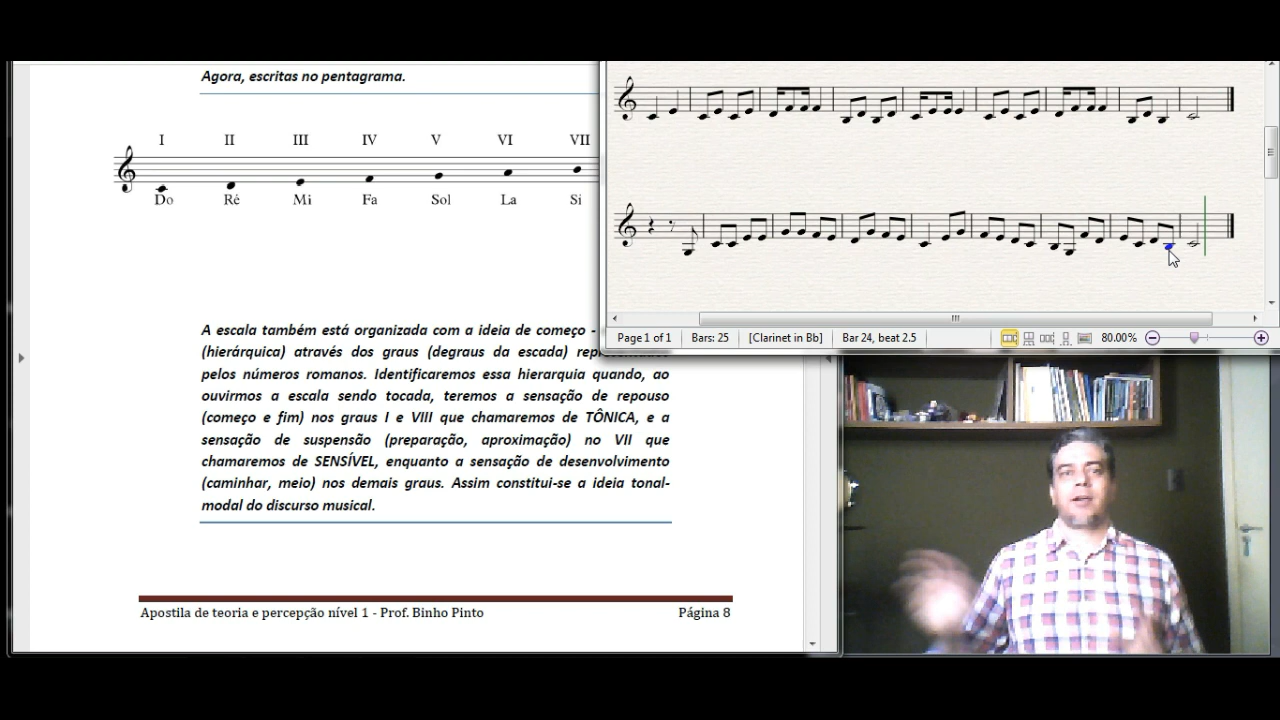 Agora, escritas no pentagrama.
I II III IV V VI VII
Do Ré Mi Fa Sol La Si
A escala também está organizada com a ideia de começo -
(hierárquica) através dos graus (degraus da escada)
pelos números romanos. Identificaremos essa hierarquia quando, ao
ouvirmos a escala sendo tocada, teremos a sensação de repouso
(começo e fim) nos graus I e VIII que chamaremos de TÔNICA, e a
sensação de suspensão (preparação, aproximação) no VII que
chamaremos de SENSÍVEL, enquanto a sensação de desenvolvimento
(caminhar, meio) nos demais graus. Assim constitui-se a ideia tonal-
modal do discurso musical.
Apostila de teoria e percepção nível 1 - Prof. Binho Pinto Página 8
Page 1 of 1 Bars: 25 [Clarinet in Bb] Bar 24, beat 2.5 80.00%